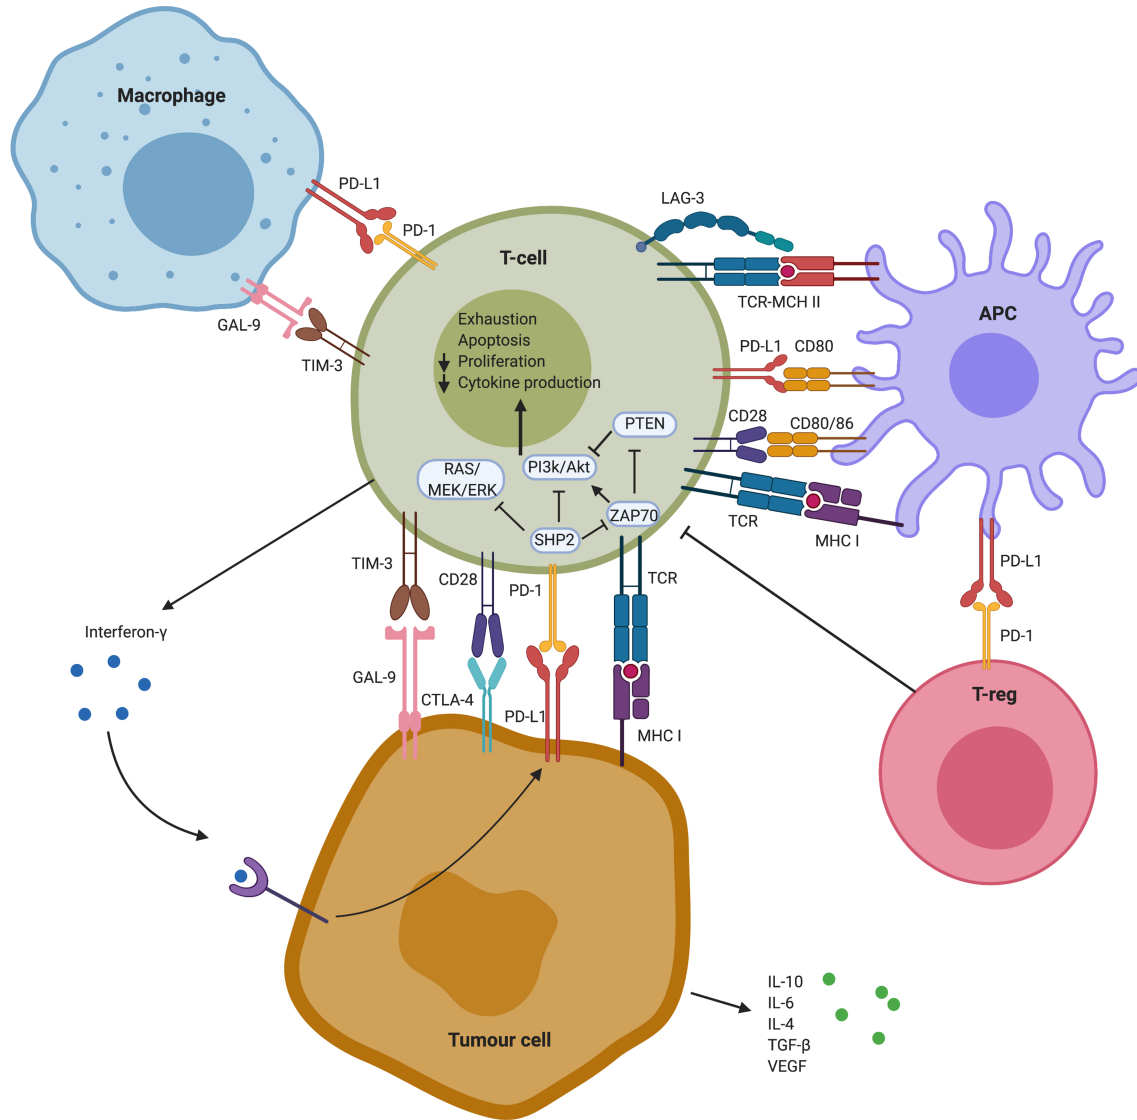 Macrophage
PD-L1
PD-1
GAL-9
TIM-3
T-cell
Exhaustion
Apoptosis
Proliferation
Cytokine production
LAG-3
TCR-MCH II
APC
PD-L1
CD80
CD28
CD80/86
TCR
MHC I
PTEN
PI3k/Akt
RAS/
MEK/ERK
ZAP70
SHP2
TIM-3
CD28
PD-1
TCR
GAL-9
CTLA-4
PD-L1
MHC I
PD-L1
PD-1
T-reg
Interferon-γ
Tumour cell
IL-10
IL-6
IL-4
TGF-β
VEGF